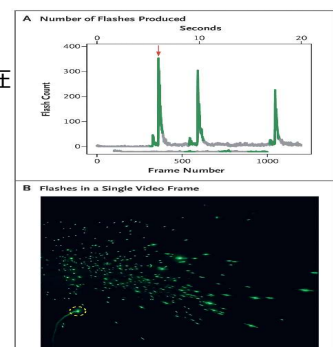 A Number of Flashes Produced
Seconds
0 10 20
400
300
200
100
0
Flash Count
0 500 1000
Frame Number
B Flashes in a Single Video Frame
在